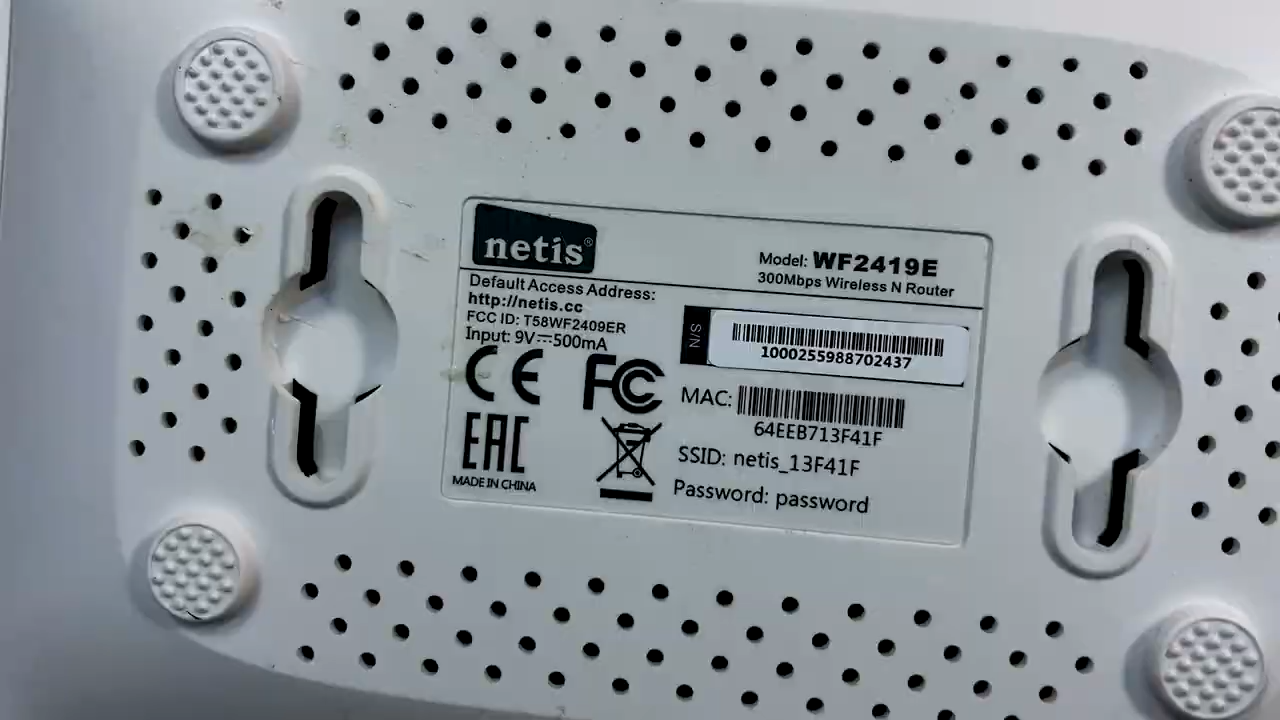 netis®
Model: WF2419E
300Mbps Wireless N Router
Default Access Address:
http://netis.cc
FCC ID: T58WF2409ER
Input: 9V⎓500mA
S/N
1000255988702437
CE FC
MAC:
64EEB713F41F
EAC
SSID: netis_13F41F
MADE IN CHINA
Password: password